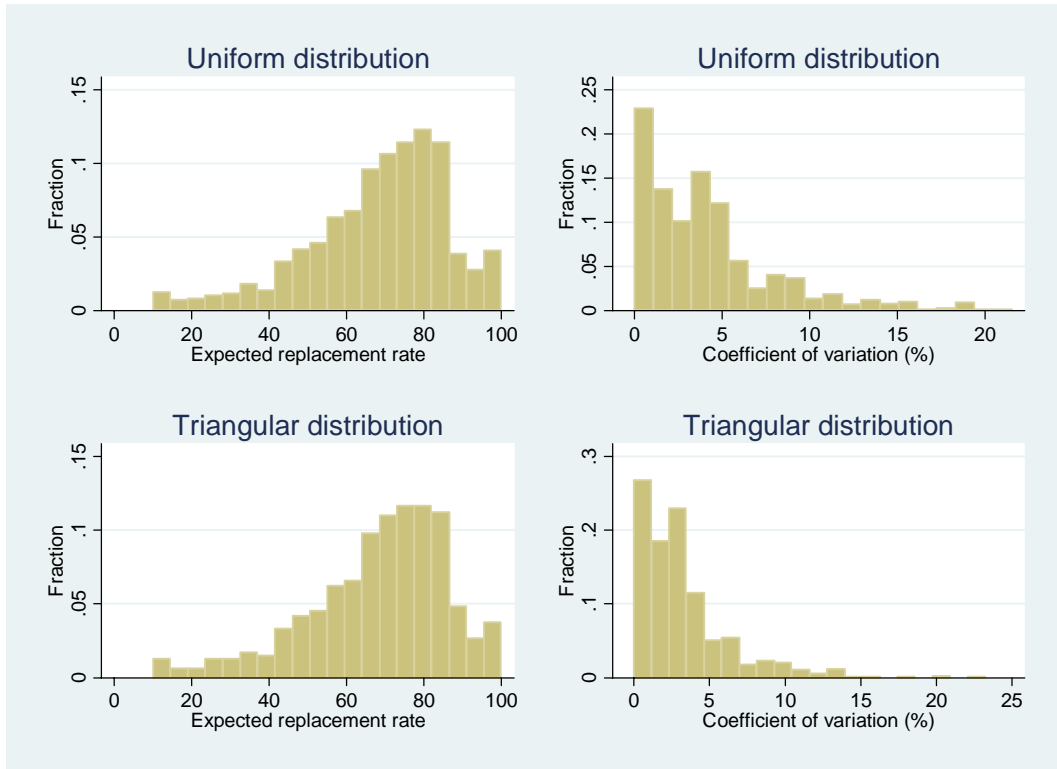 Uniform distribution
.15
.1
.05
0
Fraction
0 20 40 60 80 100
Expected replacement rate
Uniform distribution
.25
.2
.15
.1
.05
0
Fraction
0 5 10 15 20
Coefficient of variation (%)
Triangular distribution
.15
.1
.05
0
Fraction
0 20 40 60 80 100
Expected replacement rate
Triangular distribution
.3
.2
.1
0
Fraction
0 5 10 15 20 25
Coefficient of variation (%)